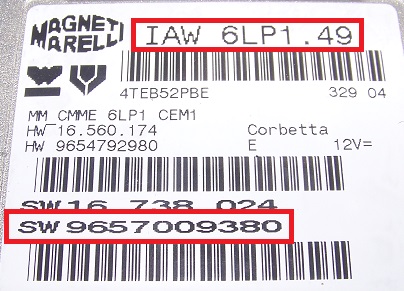 MAGNETI
MARELLI
IAW 6LP1.49
4TEB52PBE 329 04
MM CMME 6LP1 CEM1
HW 16.560.174 Corbetta
HW 9654792980 E 12V=
SW 16.738.024
SW 9657009380